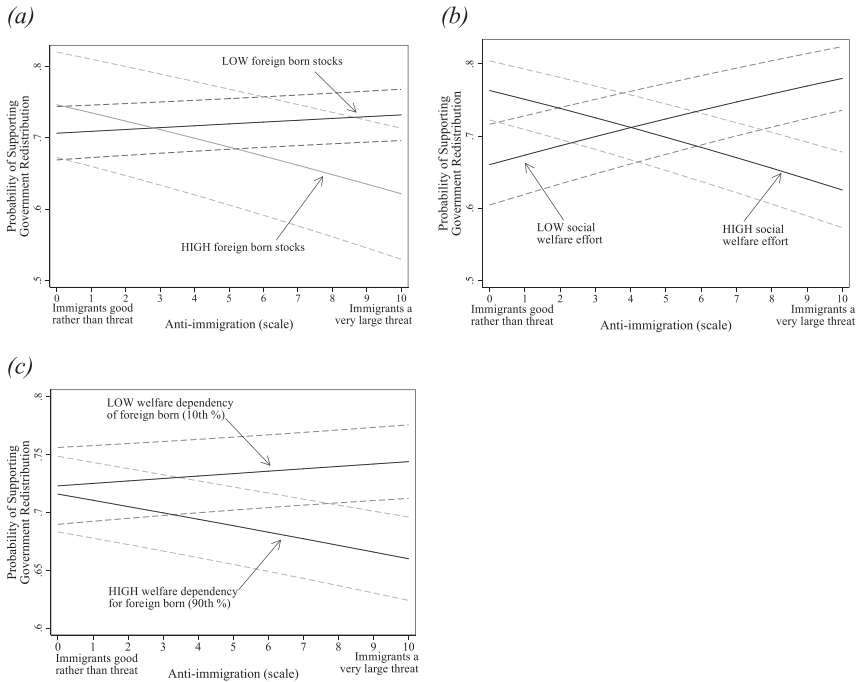 (a)
Probability of Supporting
Government Redistribution
.8
.7
.6
.5
LOW foreign born stocks
HIGH foreign born stocks
0 1 2 3 4 5 6 7 8 9 10
Immigrants good
rather than threat
Immigrants a
very large threat
Anti-immigration (scale)
(b)
Probability of Supporting
Government Redistribution
.8
.7
.6
.5
LOW social
welfare effort
HIGH social
welfare effort
0 1 2 3 4 5 6 7 8 9 10
Immigrants good
rather than threat
Immigrants a
very large threat
Anti-immigration (scale)
(c)
Probability of Supporting
Government Redistribution
.8
.75
.7
.65
.6
LOW welfare dependency
of foreign born (10th %)
HIGH welfare dependency
for foreign born (90th %)
0 1 2 3 4 5 6 7 8 9 10
Immigrants good
rather than threat
Immigrants a
very large threat
Anti-immigration (scale)